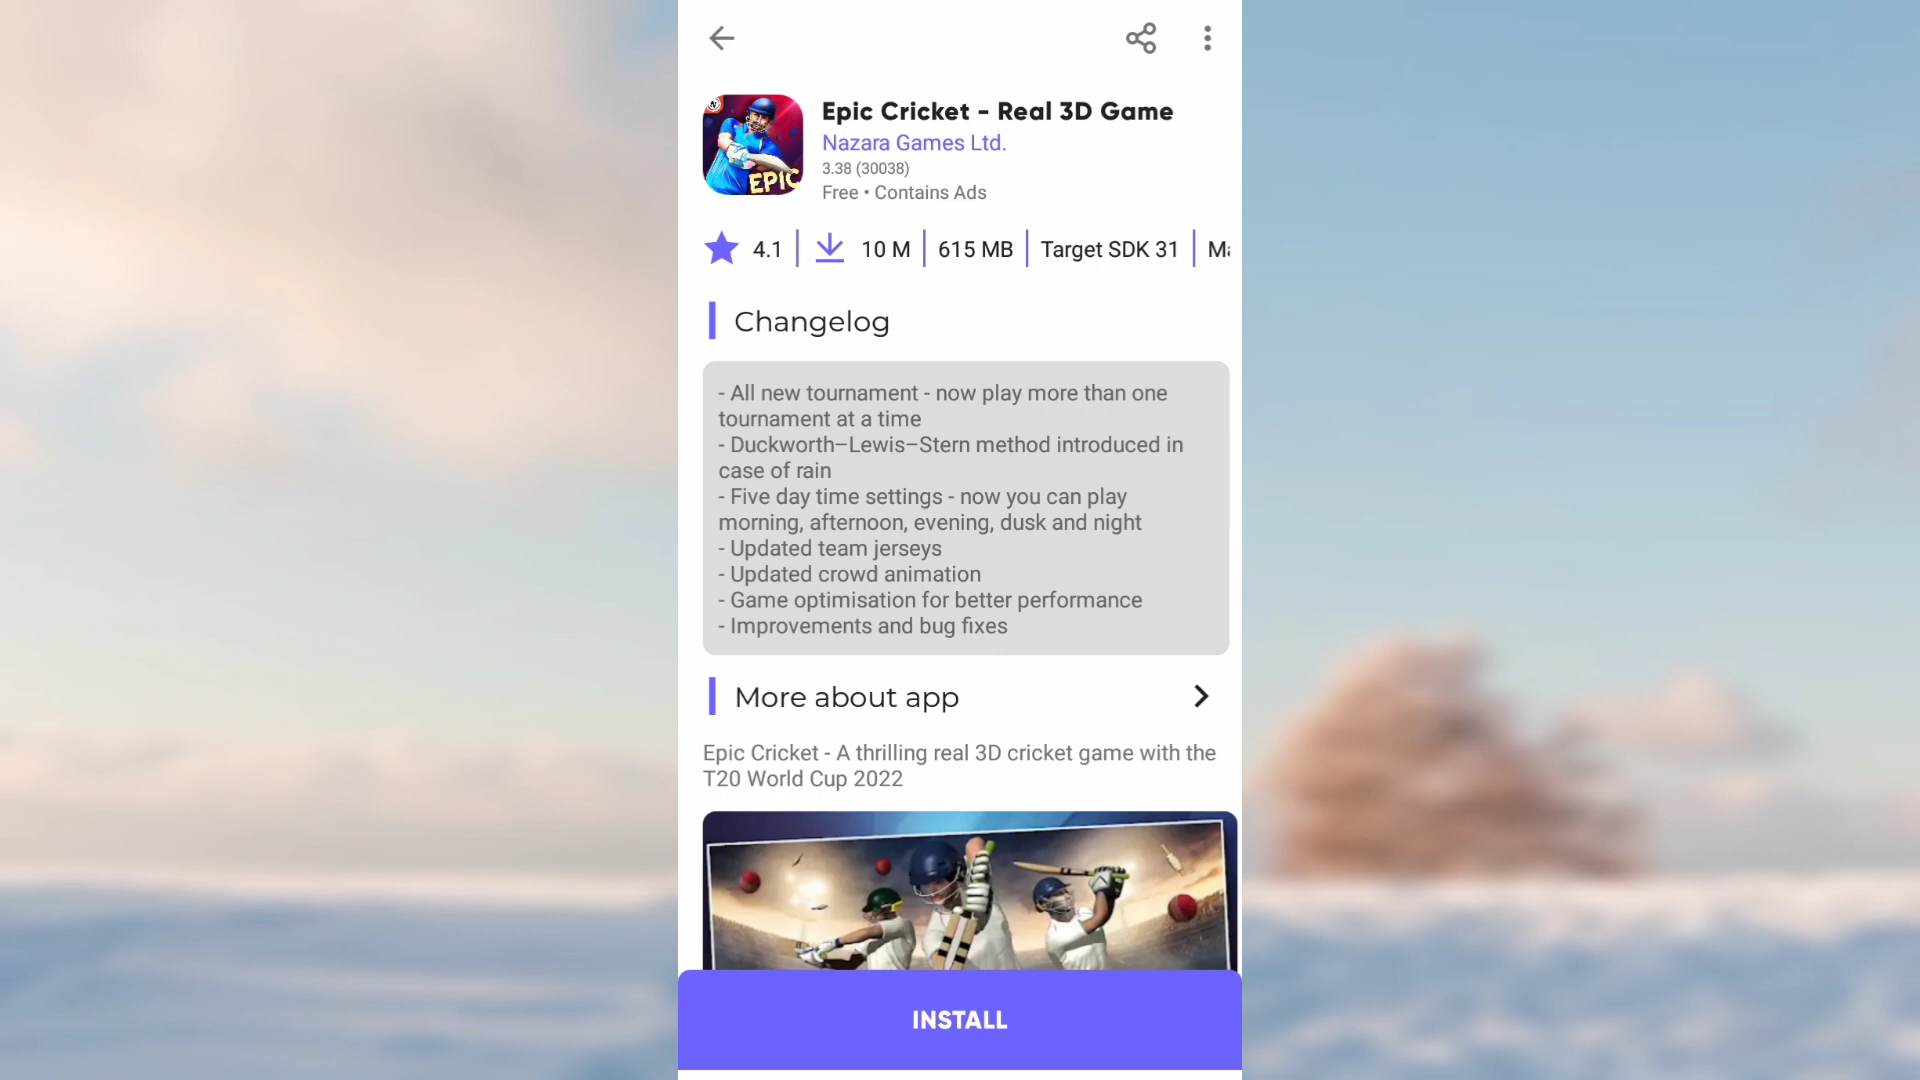 Epic Cricket - Real 3D Game
Nazara Games Ltd.
3.38 (30038)
Free • Contains Ads
EPIC
4.1
10 M
615 MB
Target SDK 31
Changelog
- All new tournament - now play more than one
tournament at a time
- Duckworth–Lewis–Stern method introduced in
case of rain
- Five day time settings - now you can play
morning, afternoon, evening, dusk and night
- Updated team jerseys
- Updated crowd animation
- Game optimisation for better performance
- Improvements and bug fixes
More about app
Epic Cricket - A thrilling real 3D cricket game with the
T20 World Cup 2022
INSTALL